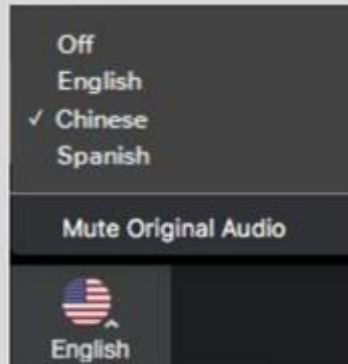 Off
English
✓ Chinese
Spanish
Mute Original Audio
English